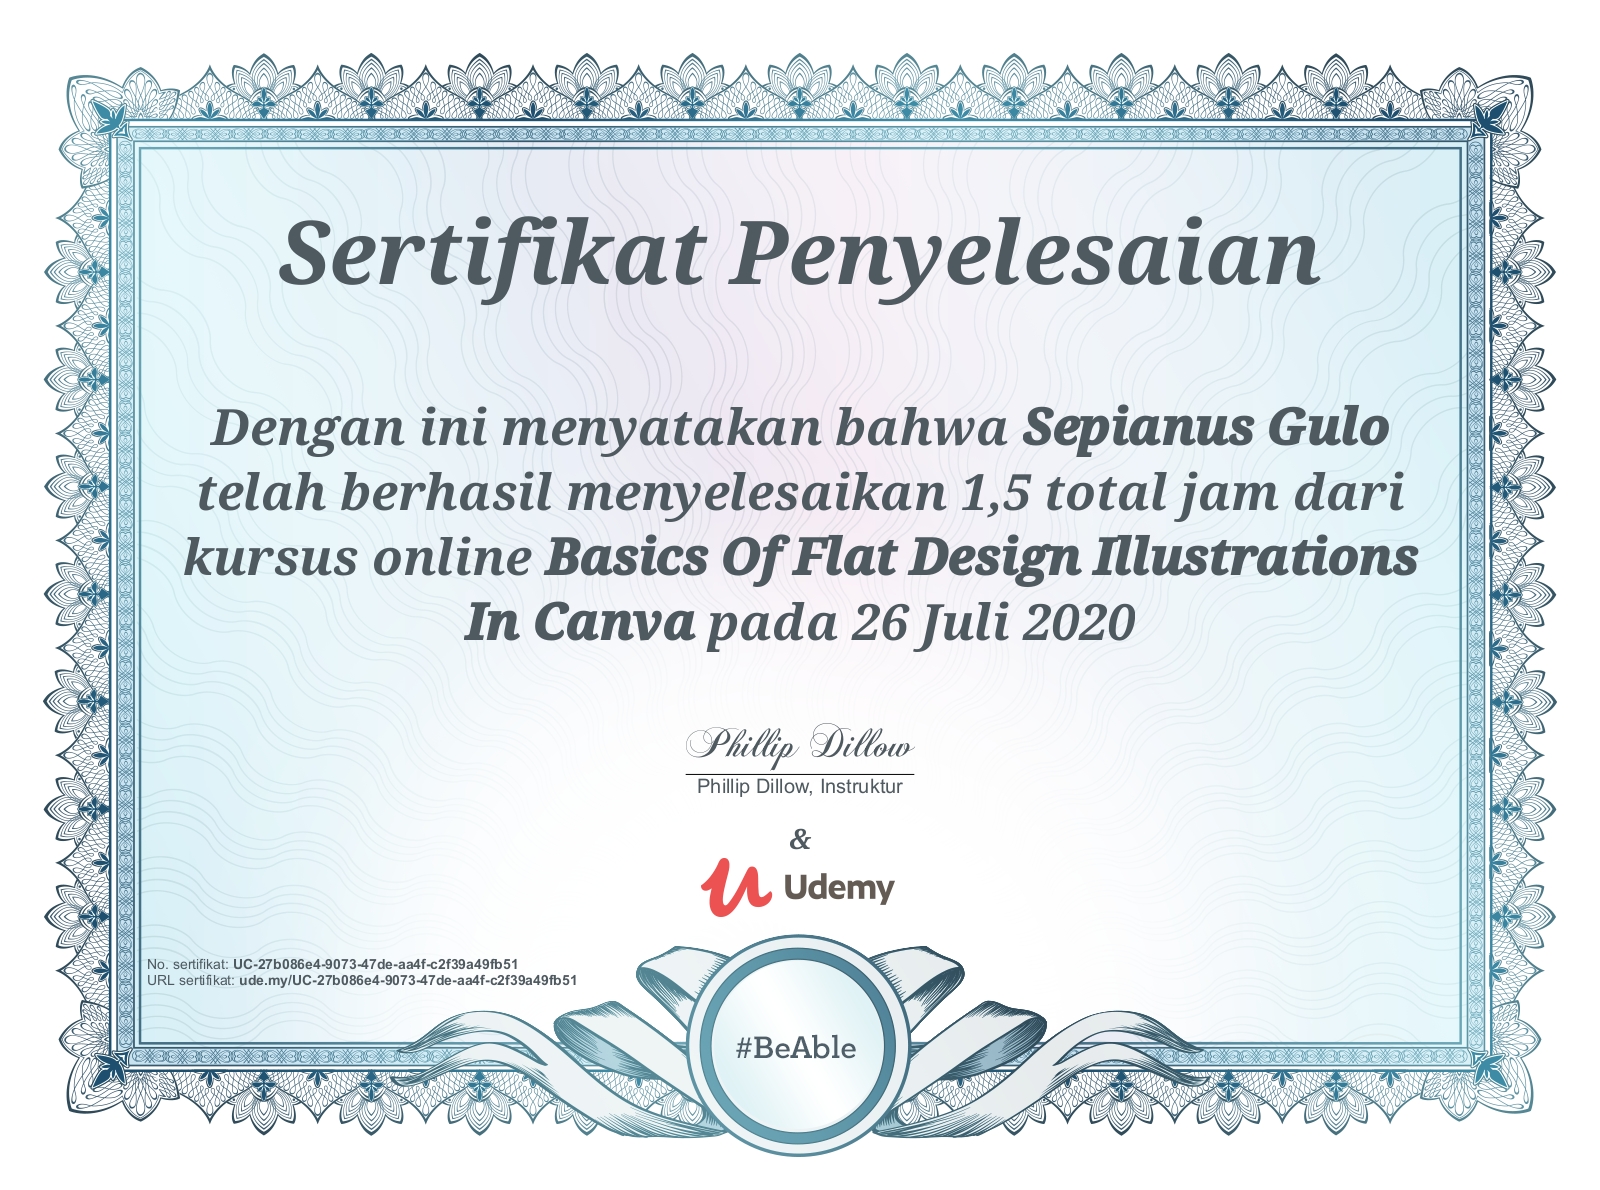 Sertifikat Penyelesaian
Dengan ini menyatakan bahwa Sepianus Gulo
telah berhasil menyelesaikan 1,5 total jam dari
kursus online Basics Of Flat Design Illustrations
In Canva pada 26 Juli 2020
Phillip Dillow
Phillip Dillow, Instruktur
&
Udemy
No. sertifikat: UC-27b086e4-9073-47de-aa4f-c2f39a49fb51
URL sertifikat: ude.my/UC-27b086e4-9073-47de-aa4f-c2f39a49fb51
#BeAble